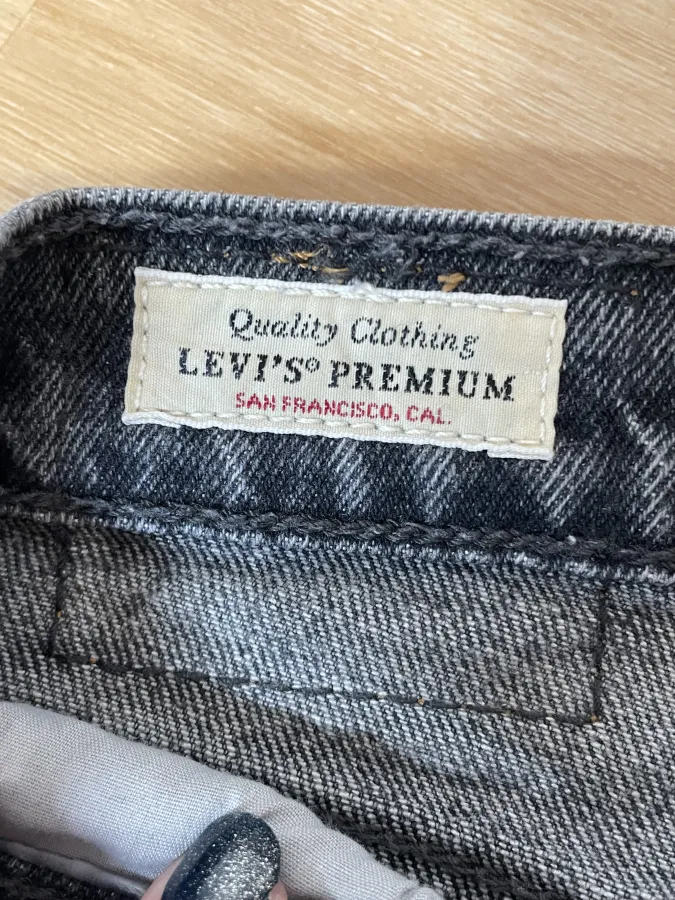 Quality Clothing
LEVI'S® PREMIUM
SAN FRANCISCO, CAL.